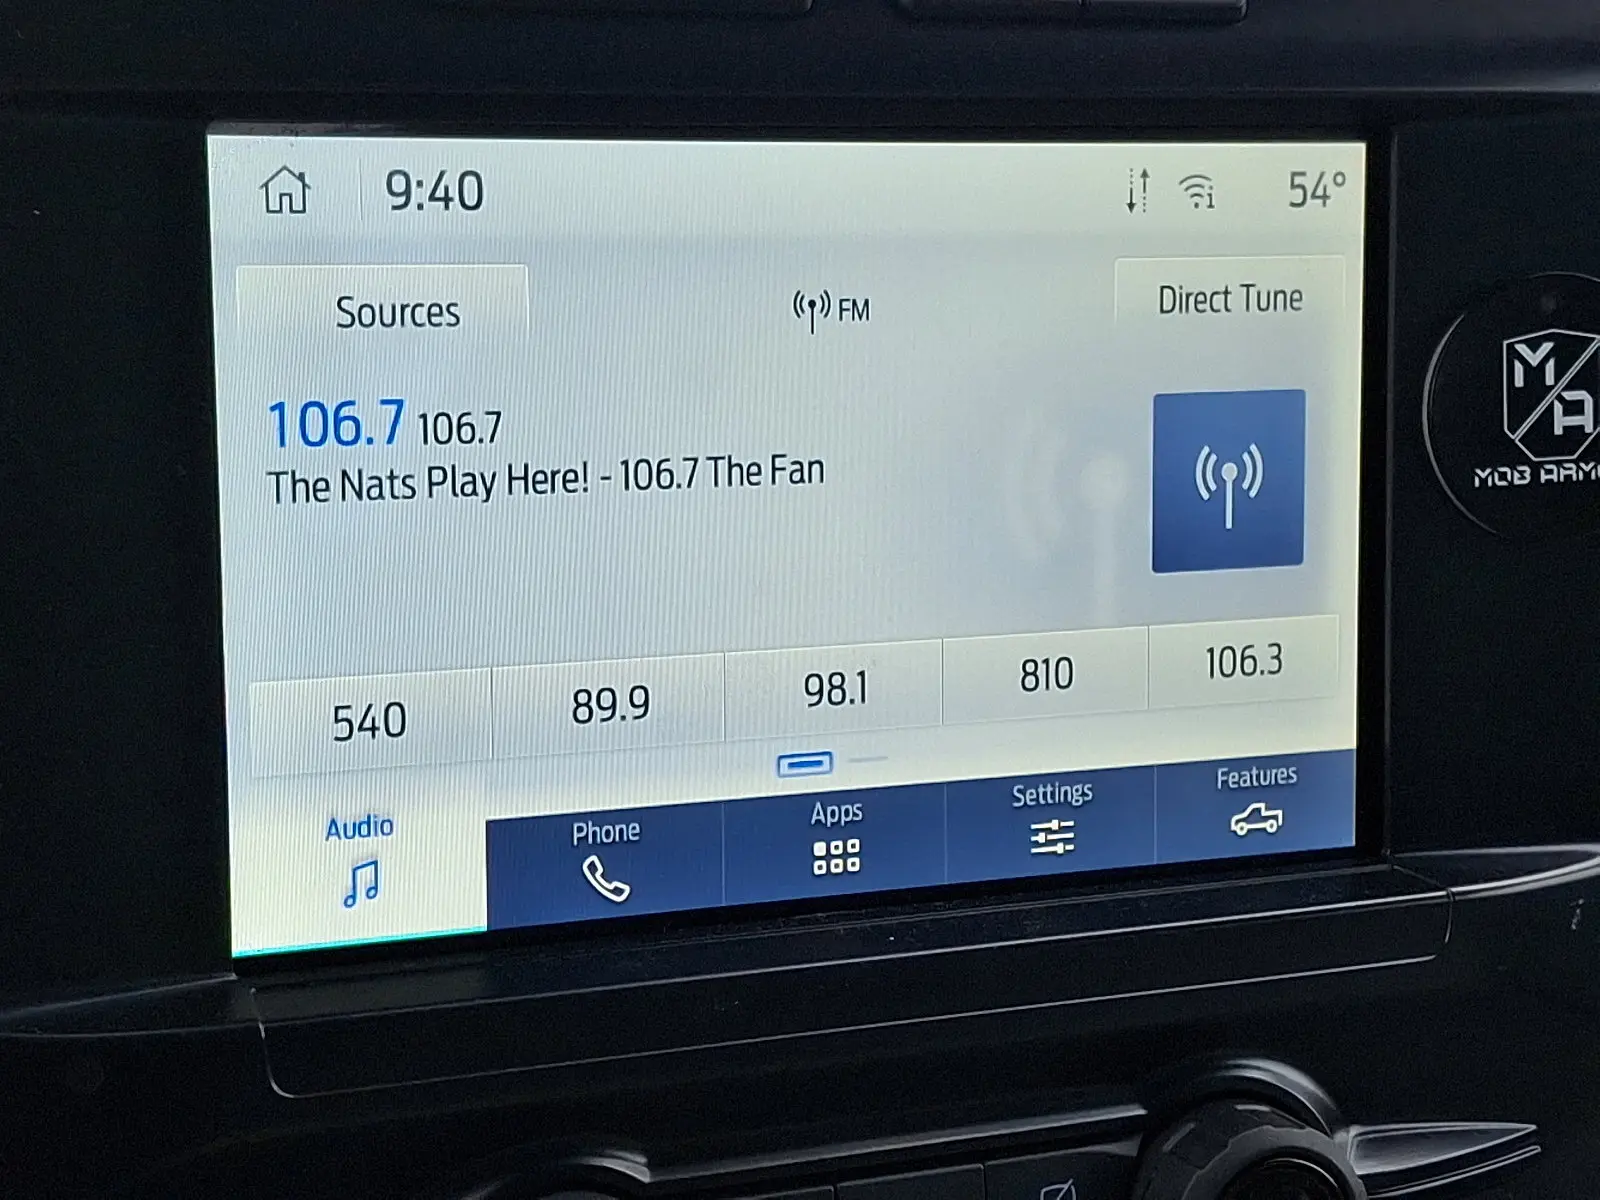 9:40
54°
Sources
FM
Direct Tune
106.7 106.7
The Nats Play Here! - 106.7 The Fan
540
89.9
98.1
810
106.3
Audio
Phone
Apps
Settings
Features
MA
MOB ARMO